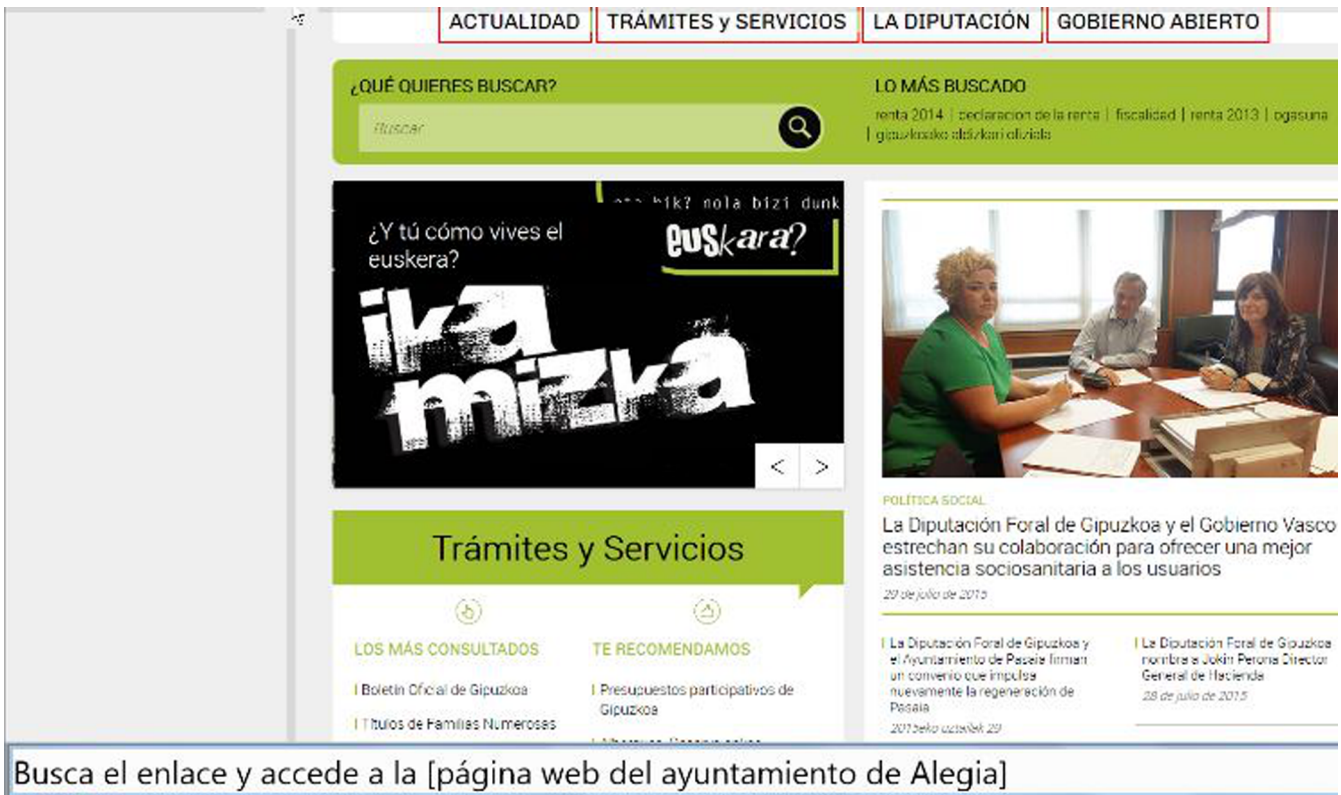 ACTUALIDAD TRÁMITES y SERVICIOS LA DIPUTACIÓN GOBIERNO ABIERTO
¿QUÉ QUIERES BUSCAR?
Buscar
LO MÁS BUSCADO
renta 2014 | declaracion de la renta | fiscalidad | renta 2013 | ogasuna
| gipuzkoako aldizkari ofiziala
bik? nola bizi dunk
euskara?
¿Y tú cómo vives el
euskera?
ika
mizka
< >
POLÍTICA SOCIAL
La Diputación Foral de Gipuzkoa y el Gobierno Vasco
estrechan su colaboración para ofrecer una mejor
asistencia sociosanitaria a los usuarios
29 de julio de 2015
La Diputación Foral de Gipuzkoa y
el Ayuntamiento de Pasaia firman
un convenio que impulsa
nuevamente la regeneración de
Pasaia
2015eko uztailak 29
La Diputación Foral de Gipuzkoa
nombra a Jokin Perona Director
General de Hacienda
28 de julio de 2015
Trámites y Servicios
LOS MÁS CONSULTADOS
Boletín Oficial de Gipuzkoa
Títulos de Familias Numerosas
TE RECOMENDAMOS
Presupuestos participativos de
Gipuzkoa
Busca el enlace y accede a la [página web del ayuntamiento de Alegia]